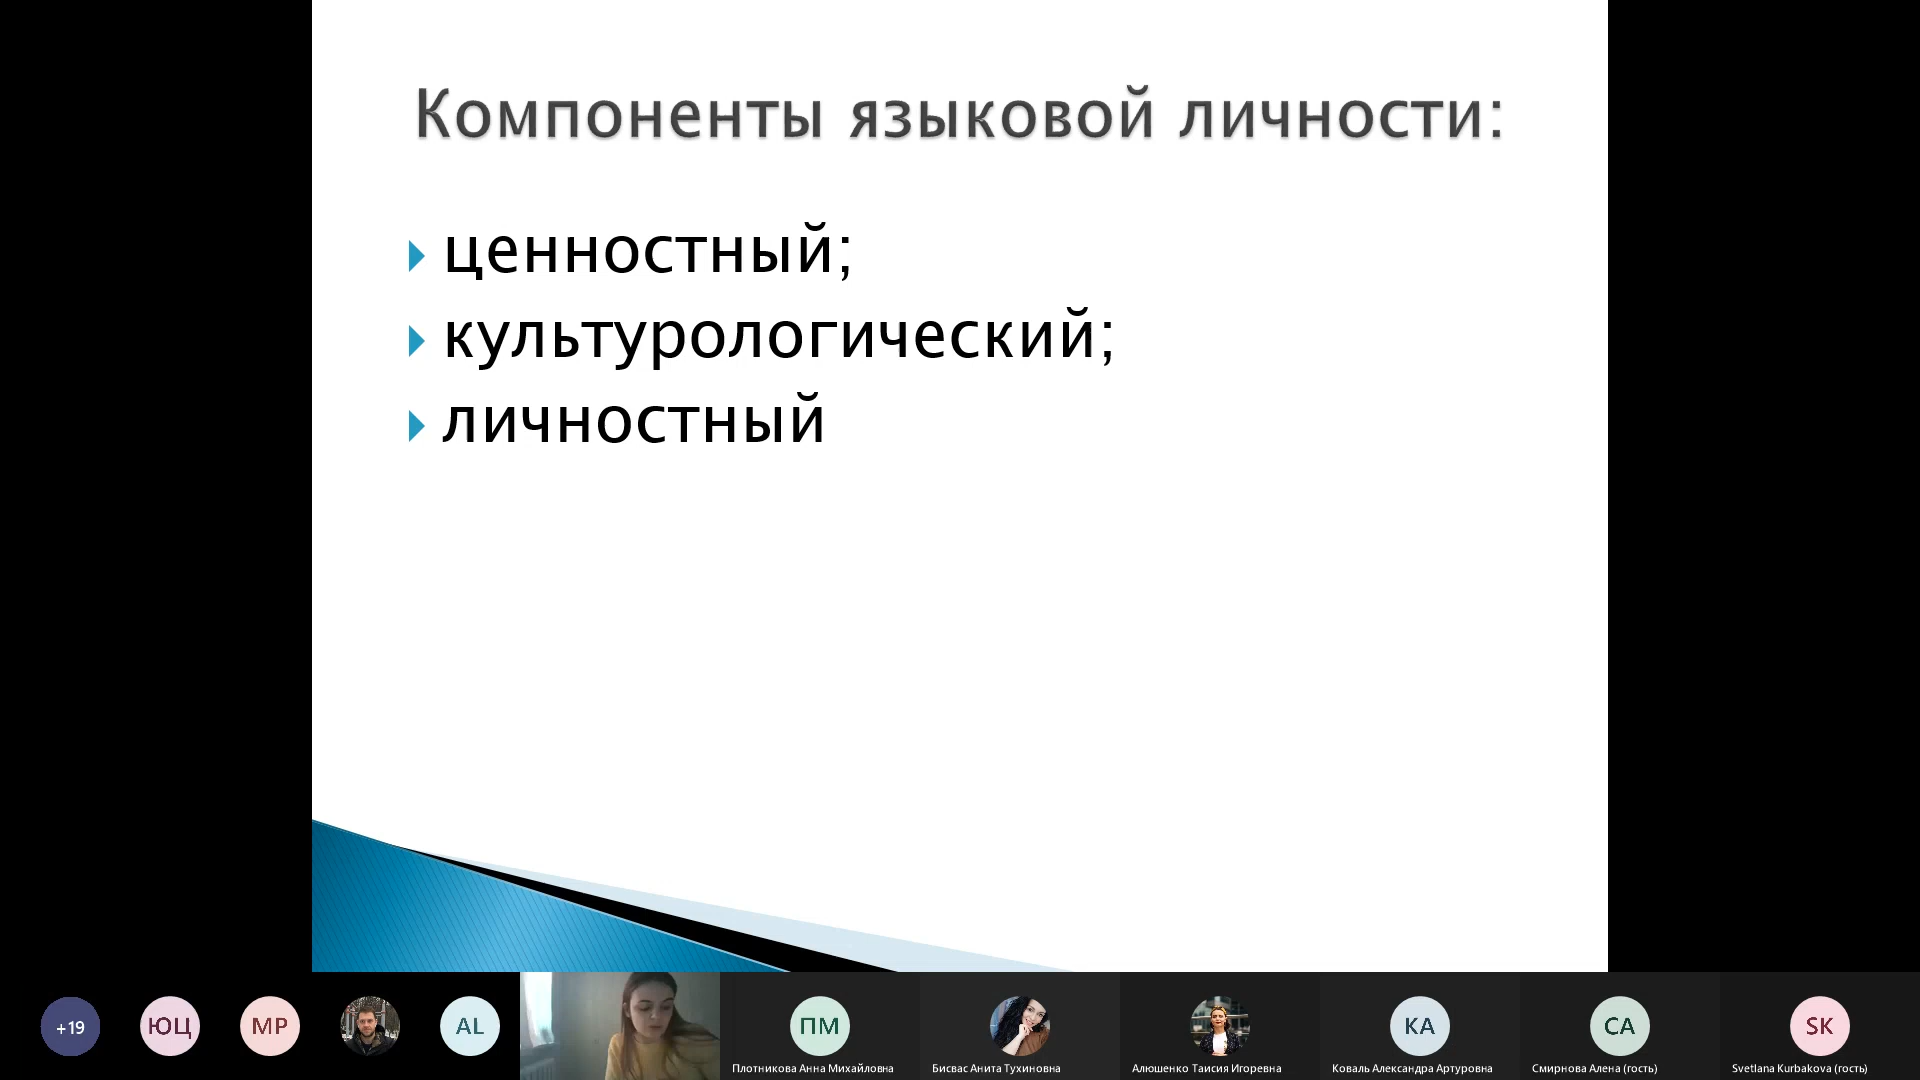 Компоненты языковой личности:
ценностный;
культурологический;
личностный
+19
ЮЦ
МР
AL
ПМ
КА
СА
SK
Плотникова Анна Михайловна
Бисвас Анита Тухиновна
Алюшенко Таисия Игоревна
Коваль Александра Артуровна
Смирнова Алена (гость)
Svetlana Kurbakova (гость)